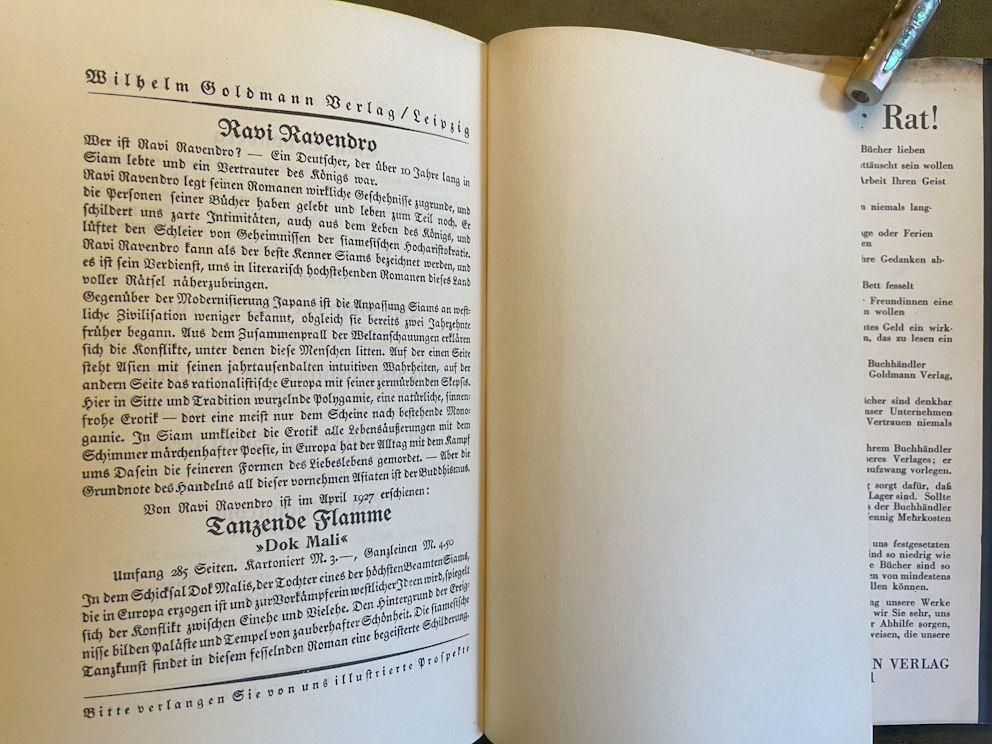 Wilhelm Goldmann Verlag/Leipzig
Ravi Ravendro
Wer ist Ravi Ravendro? — Ein Deutscher, der über 10 Jahre lang in
Siam lebte und ein Vertrauter des Königs war.
Ravi Ravendro legt seinen Romanen wirkliche Geschehnisse zugrunde, und
die Personen seiner Bücher haben gelebt und leben zum Teil noch. Er
schildert uns zarte Intimitäten, auch aus dem Leben des Königs, und
lüftet den Schleier von Geheimnissen der siamesischen Hocharistokratie.
Ravi Ravendro kann als der beste Kenner Siams bezeichnet werden, und
es ist sein Verdienst, uns in literarisch hochstehenden Romanen dieses Land
voller Rätsel näherzubringen.
Gegenüber der Modernisierung Japans ist die Anpassung Siams an west-
liche Zivilisation weniger bekannt, obgleich sie bereits zwei Jahrzehnte
früher begann. Aus dem Zusammenprall der Weltanschauungen erklären
sich die Konflikte, unter denen diese Menschen litten. Auf der einen Seite
steht Asien mit seinen jahrtausendalten intuitiven Wahrheiten, auf der
andern Seite das rationalistische Europa mit seiner zermürbenden Skepsis.
Hier in Sitte und Tradition wurzelnde Polygamie, eine natürliche, sinnen-
frohe Erotik — dort eine meist nur dem Scheine nach bestehende Mono-
gamie. In Siam umkleidet die Erotik alle Lebensäußerungen mit dem
Schimmer märchenhafter Poesie, in Europa hat der Alltag mit dem Kampf
ums Dasein die feineren Formen des Liebeslebens gemordet. — Aber die
Grundnote des Handelns all dieser vornehmen Asiaten ist der Buddhismus.
Von Ravi Ravendro ist im April 1927 erschienen:
Tanzende Flamme
»Dok Mali«
Umfang 285 Seiten. Kartoniert M. 3.—, Ganzleinen M. 4.50
In dem Schicksal Dok Malis, der Tochter eines der höchsten Beamten Siams,
die in Europa erzogen ist und zur Vorkämpferin westlicher Ideen wird, spiegelt
sich der Konflikt zwischen Einehe und Vielehe. Den Hintergrund der Ereig-
nisse bilden Paläste und Tempel von zauberhafter Schönheit. Die siamesische
Tanzkunst findet in diesem fesselnden Roman eine begeisterte Schilderung.
Bitte verlangen Sie von uns illustrierte Prospekte
Rat!
Bücher lieben
ttäuscht sein wollen
Arbeit Ihren Geist
n niemals lang-
ge oder Ferien
en
hre Gedanken ab-
Bett fesselt
Freundinnen eine
n wollen
utes Geld ein wirk-
n, das zu lesen ein
Buchhändler
Goldmann Verlag,
ücher sind denkbar
nser Unternehmen
Vertrauen niemals
hrem Buchhändler
neres Verlages; er
aufzwang vorlegen.
t sorgt dafür, daß
Lager sind. Sollte
s der Buchhändler
fennig Mehrkosten
uns festgesetzten
ind so niedrig wie
e Bücher sind so
en von mindestens
llen können.
ng unsere Werke
wir Sie sehr, uns
r Abhilfe sorgen,
weisen, die unsere
N VERLAG